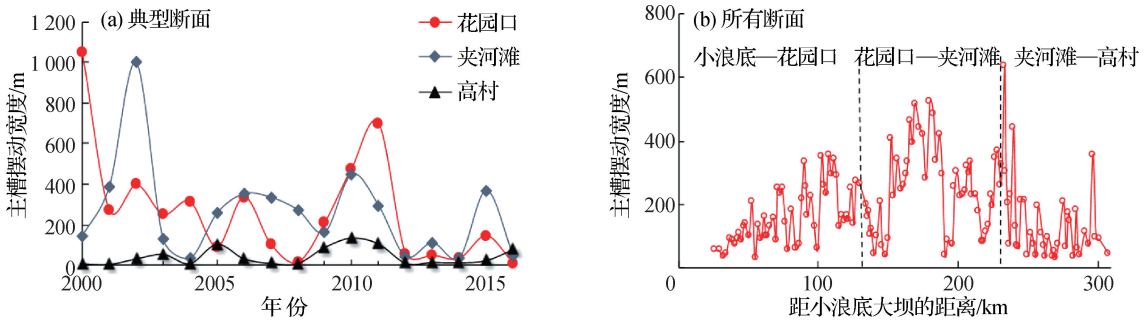 (a) 典型断面
花园口
夹河滩
高村
主槽摆动宽度/m
1 200
1 000
800
600
400
200
0
2000
2005
2010
2015
年份
(b) 所有断面
小浪底—花园口
花园口—夹河滩
夹河滩—高村
主槽摆动宽度/m
800
600
400
200
0
100
200
300
距小浪底大坝的距离/km